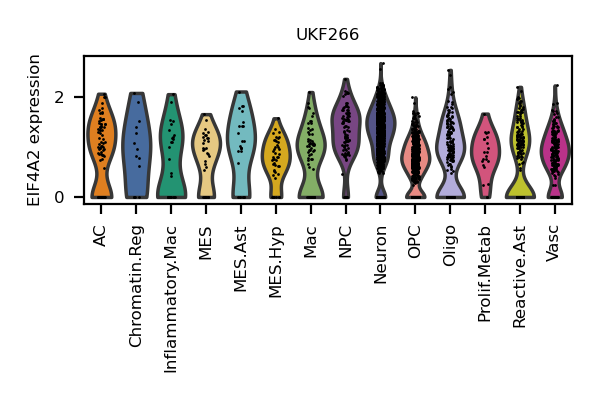 UKF266
EIF4A2 expression
2
0
AC
Chromatin.Reg
Inflammatory.Mac
MES
MES.Ast
MES.Hyp
Mac
NPC
Neuron
OPC
Oligo
Prolif.Metab
Reactive.Ast
Vasc